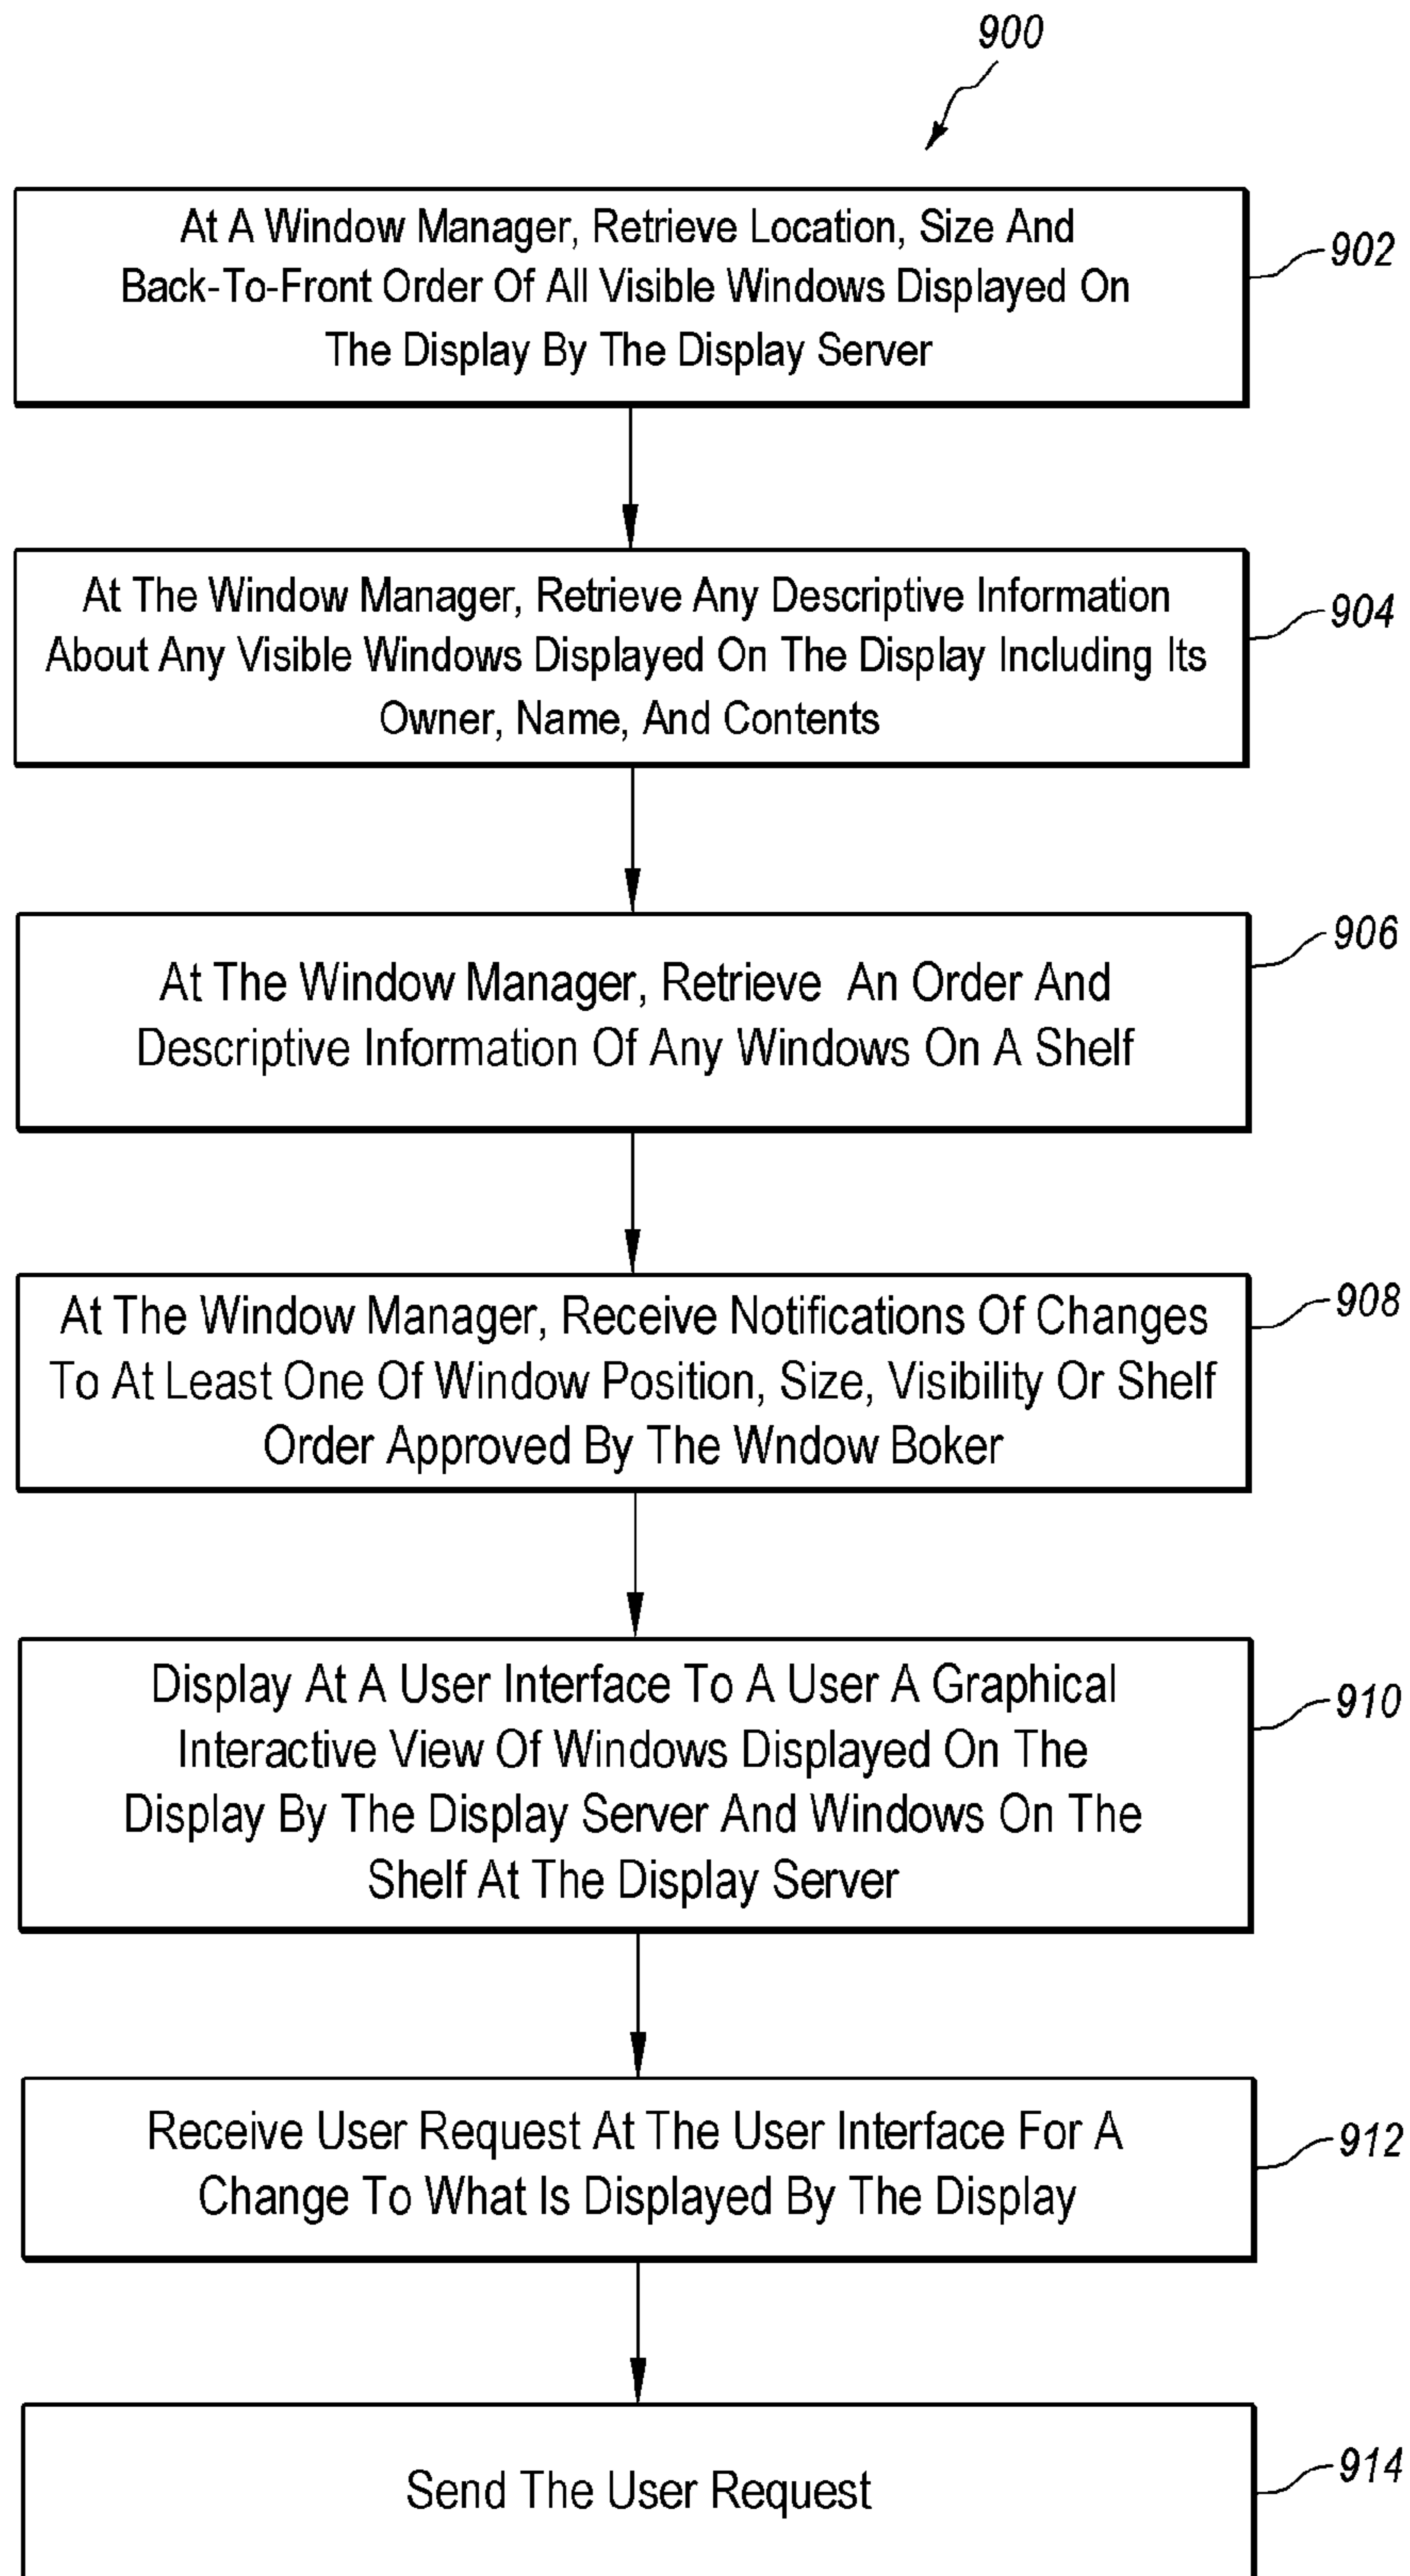 900
At A Window Manager, Retrieve Location, Size And
Back-To-Front Order Of All Visible Windows Displayed On
The Display By The Display Server
902
At The Window Manager, Retrieve Any Descriptive Information
About Any Visible Windows Displayed On The Display Including Its
Owner, Name, And Contents
904
At The Window Manager, Retrieve An Order And
Descriptive Information Of Any Windows On A Shelf
906
At The Window Manager, Receive Notifications Of Changes
To At Least One Of Window Position, Size, Visibility Or Shelf
Order Approved By The Wndow Boker
908
Display At A User Interface To A User A Graphical
Interactive View Of Windows Displayed On The
Display By The Display Server And Windows On The
Shelf At The Display Server
910
Receive User Request At The User Interface For A
Change To What Is Displayed By The Display
912
Send The User Request
914